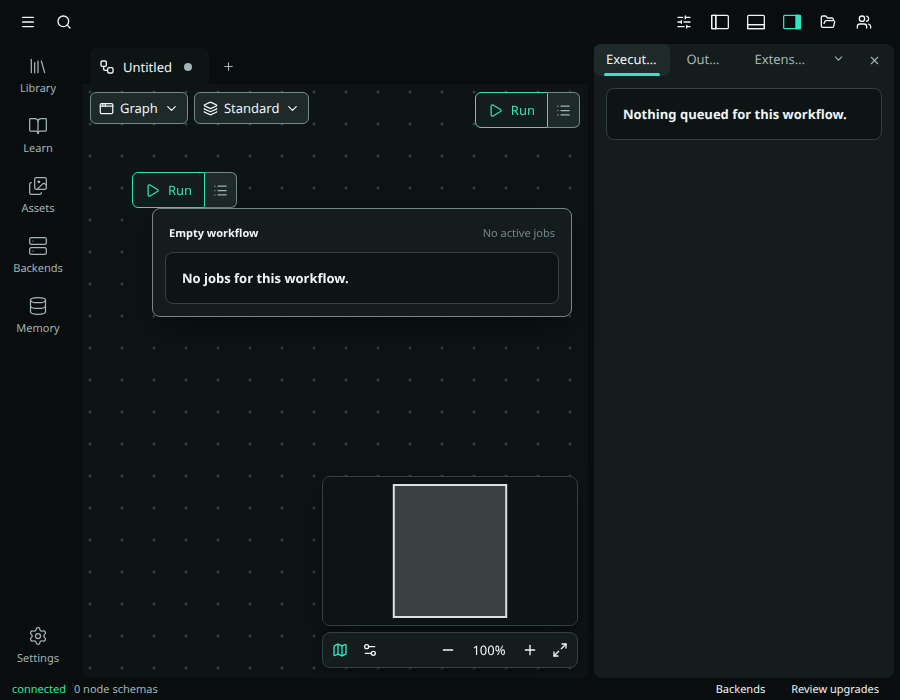 Untitled
Execut...
Out...
Extens...
Library
Learn
Assets
Backends
Memory
Settings
Graph
Standard
Run
Run
Empty workflow
No active jobs
No jobs for this workflow.
Nothing queued for this workflow.
100%
connected
0 node schemas
Backends
Review upgrades